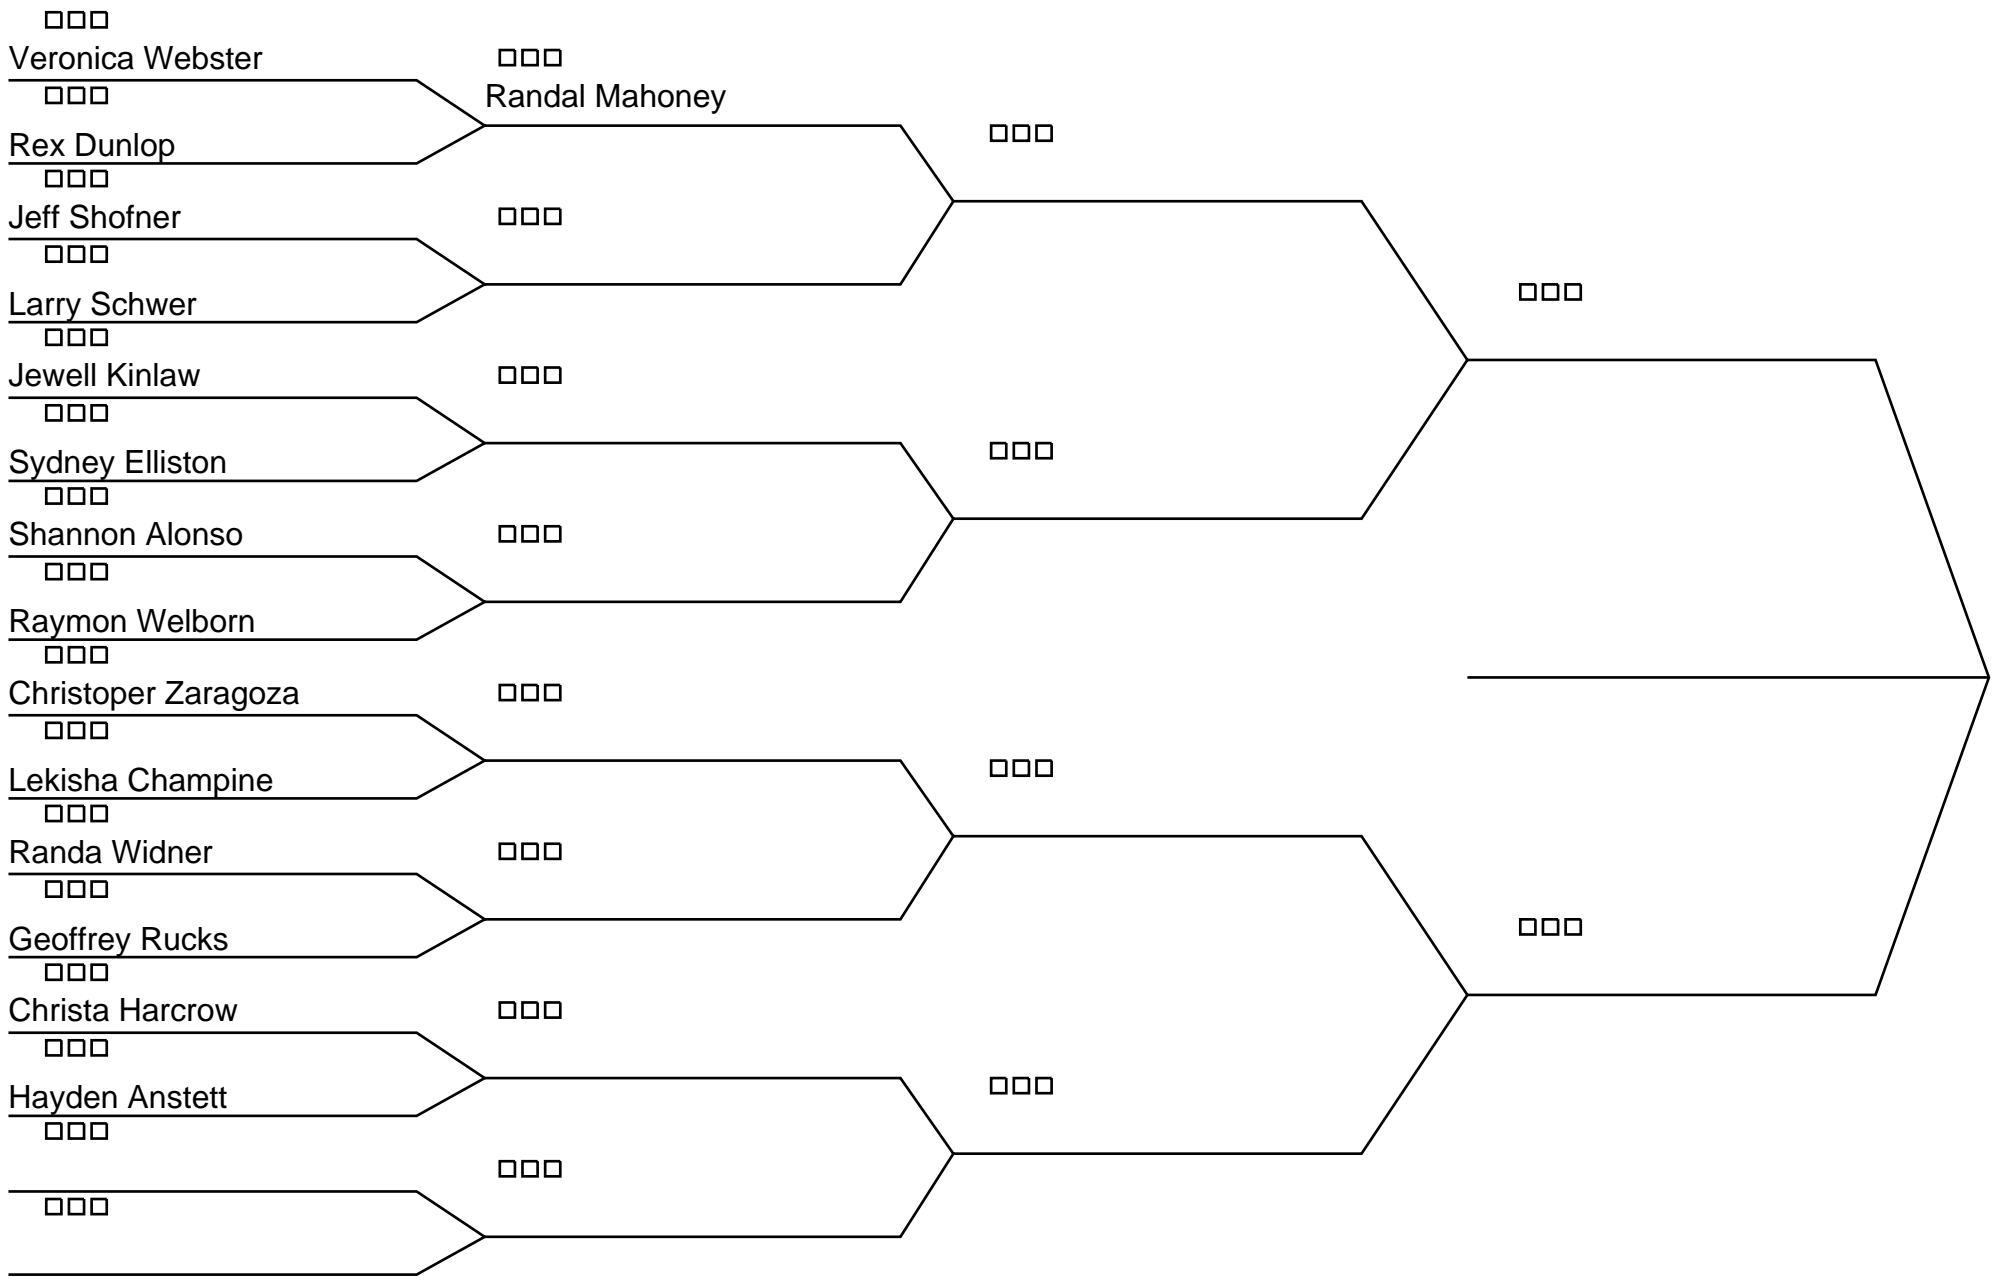 Veronica Webster
Randal Mahoney
Rex Dunlop
Jeff Shofner
Larry Schwer
Jewell Kinlaw
Sydney Elliston
Shannon Alonso
Raymon Welborn
Christoper Zaragoza
Lekisha Champine
Randa Widner
Geoffrey Rucks
Christa Harcrow
Hayden Anstett